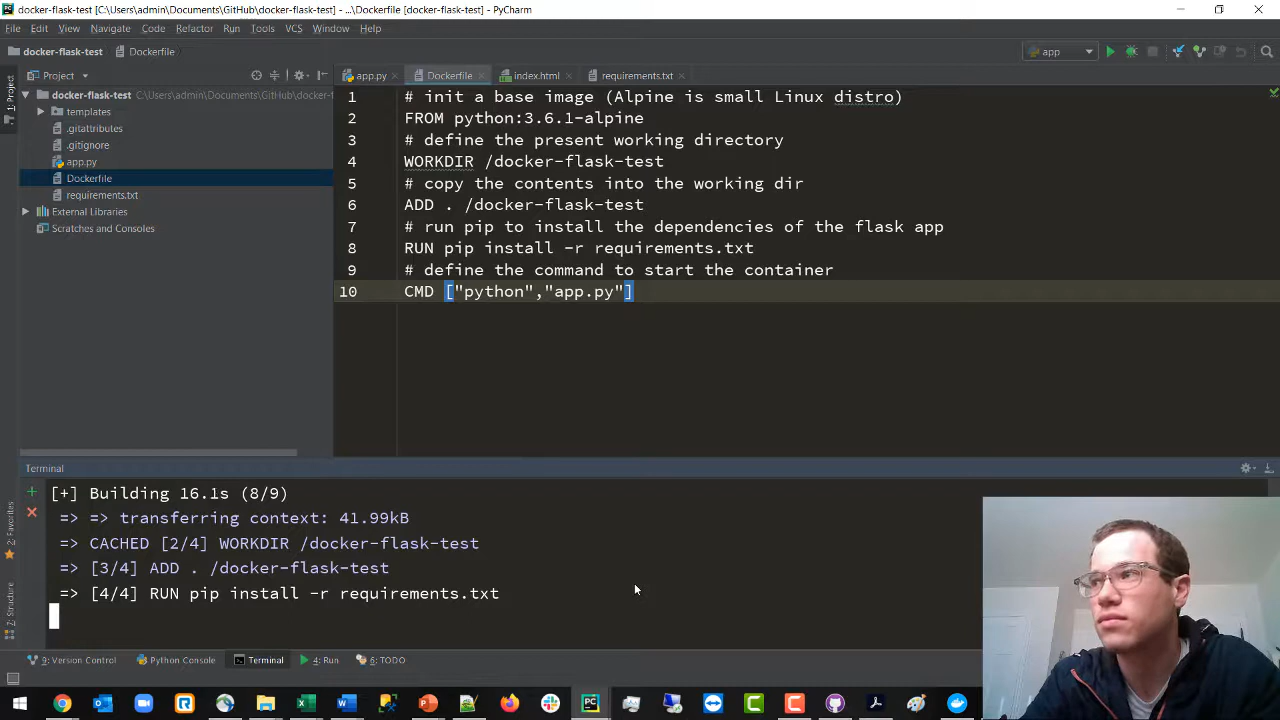 docker-flask-test [C:\Users\admin\Documents\GitHub\docker-flask-test] - ...\Dockerfile [docker-flask-test] - PyCharm
File Edit View Navigate Code Refactor Run Tools VCS Window Help
docker-flask-test Dockerfile
app
Project
app.py Dockerfile index.html requirements.txt
1: Project
docker-flask-test C:\Users\admin\Documents\GitHub\docker-f
templates
.gitattributes
.gitignore
app.py
Dockerfile
requirements.txt
External Libraries
Scratches and Consoles
1 # init a base image (Alpine is small Linux distro)
2 FROM python:3.6.1-alpine
3 # define the present working directory
4 WORKDIR /docker-flask-test
5 # copy the contents into the working dir
6 ADD . /docker-flask-test
7 # run pip to install the dependencies of the flask app
8 RUN pip install -r requirements.txt
9 # define the command to start the container
10 CMD ["python","app.py"]
Terminal
[+] Building 16.1s (8/9)
=> => transferring context: 41.99kB
=> CACHED [2/4] WORKDIR /docker-flask-test
=> [3/4] ADD . /docker-flask-test
=> [4/4] RUN pip install -r requirements.txt
2: Favorites
7: Structure
9: Version Control Python Console Terminal 4: Run 6: TODO